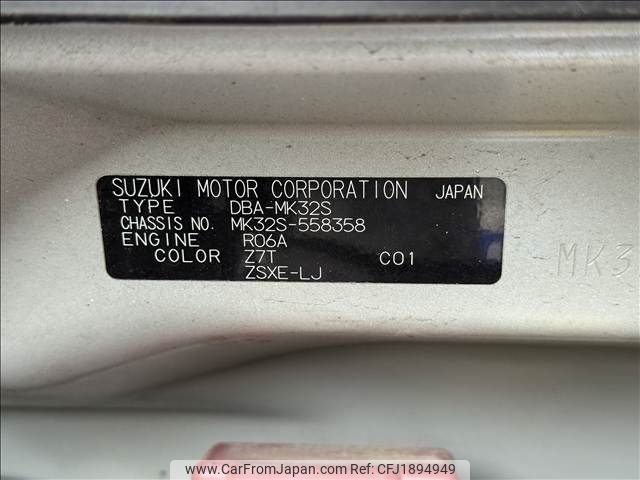 SUZUKI MOTOR CORPORATION JAPAN
TYPE DBA-MK32S
CHASSIS NO. MK32S-558358
ENGINE R06A
COLOR Z7T C01
ZSXE-LJ
MK3
www.CarFromJapan.com Ref: CFJ1894949